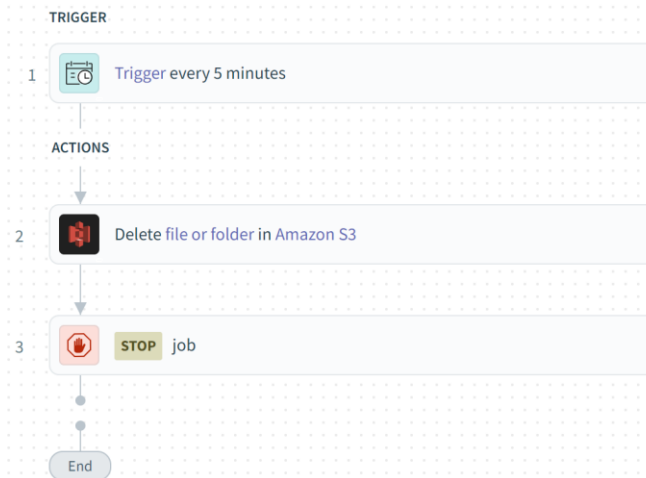 TRIGGER
1 Trigger every 5 minutes
ACTIONS
2 Delete file or folder in Amazon S3
3 STOP job
End